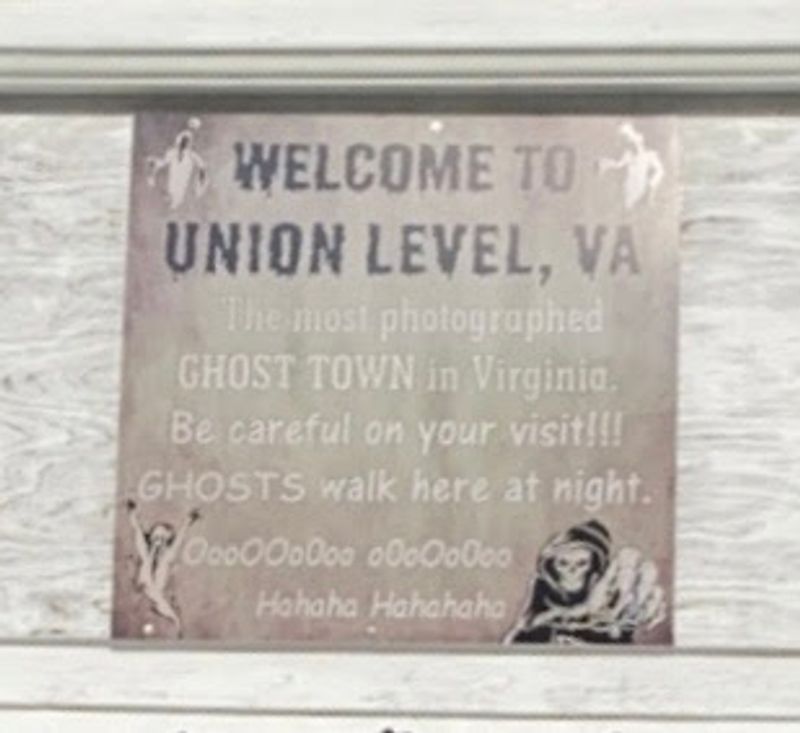 WELCOME TO
UNION LEVEL, VA
The most photographed
GHOST TOWN in Virginia.
Be careful on your visit!!!
GHOSTS walk here at night.
OooOOoOoo oOoOoOoo
Hahaha Hahahaha